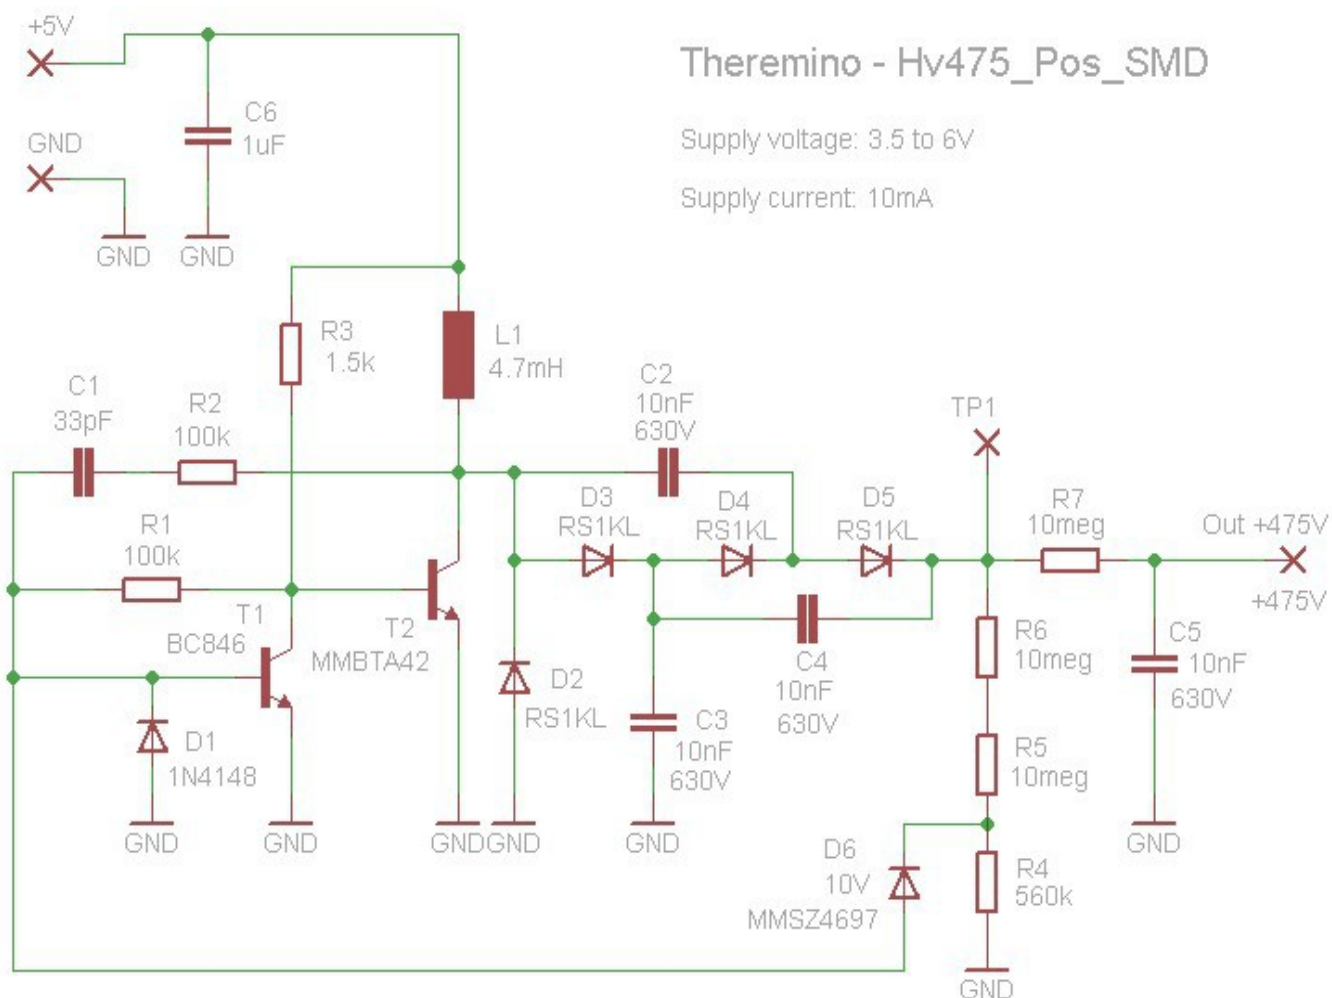 +5V
Theremino - Hv475_Pos_SMD
C6
1uF
GND
Supply voltage: 3.5 to 6V
Supply current: 10mA
GND
GND
R3
1.5k
L1
4.7mH
C1
33pF
R2
100k
C2
10nF
630V
TP1
D3
RS1KL
D4
RS1KL
D5
RS1KL
R7
10meg
Out +475V
+475V
R1
100k
T1
BC846
T2
MMBTA42
C4
10nF
630V
R6
10meg
C5
10nF
630V
D2
RS1KL
C3
10nF
630V
D1
1N4148
R5
10meg
GND
GND
GND
GND
GND
GND
D6
10V
MMSZ4697
R4
560k
GND